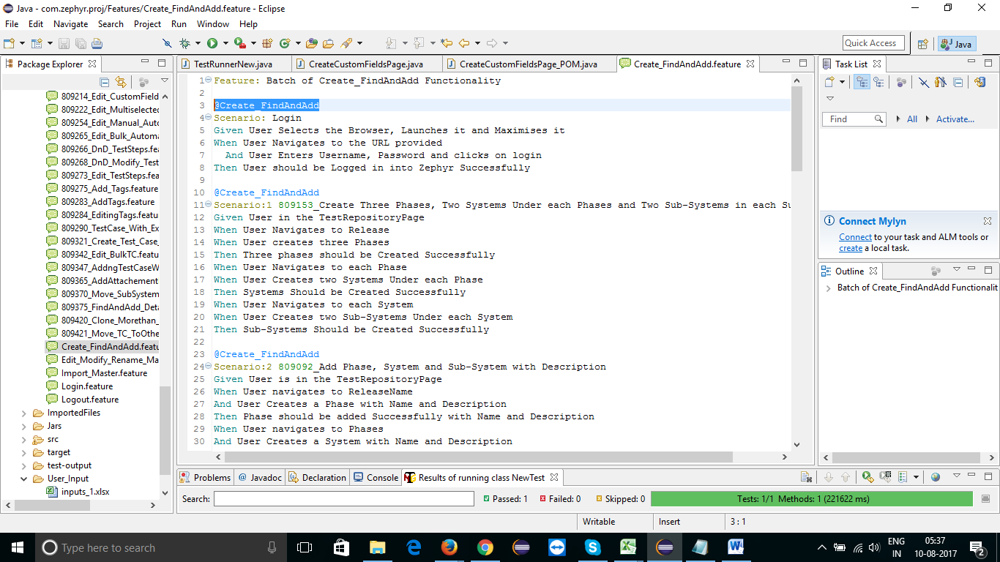 Java - com.zephyr.proj/Features/Create_FindAndAdd.feature - Eclipse
File Edit Navigate Search Project Run Window Help
Quick Access Java
Package Explorer
TestRunnerNew.java CreateCustomFieldsPage.java CreateCustomFieldsPage_POM.java Create_FindAndAdd.feature
Task List
809214_Edit_CustomField
809222_Edit_Multiselected
809254_Edit_Manual_Auto
809265_Edit_Bulk_Automa
809266_DnD_TestSteps.fea
809268_DnD_Modify_Test
809273_Edit_TestSteps.fea
809275_Add_Tags.feature
809283_AddTags.feature
809284_EditingTags.featu
809290_TestCase_With_Ex
809321_Create_Test_Case_
809342_Edit_BulkTC.featu
809347_AddngTestCaseW
809365_AddAttachement
809370_Move_SubSystem
809375_FindAndAdd_Deta
809420_Clone_Morethan_
809421_Move_TC_ToOthe
Create_FindAndAdd.featu
Edit_Modify_Rename_Ma
Import_Master.feature
Login.feature
Logout.feature
ImportedFiles
Jars
src
target
test-output
User_Input
inputs_1.xlsx
1 Feature: Batch of Create_FindAndAdd Functionality
2
3 @Create_FindAndAdd
4 Scenario: Login
5 Given User Selects the Browser, Launches it and Maximises it
6 When User Navigates to the URL provided
7 And User Enters Username, Password and clicks on login
8 Then User should be Logged in into Zephyr Successfully
9
10 @Create_FindAndAdd
11 Scenario:1 809153_Create Three Phases, Two Systems Under each Phases and Two Sub-Systems in each Su
12 Given User in the TestRepositoryPage
13 When User Navigates to Release
14 When User creates three Phases
15 Then Three phases should be Created Successfully
16 When User Navigates to each Phase
17 When User Creates two Systems Under each Phase
18 Then Systems Should be Created Successfully
19 When User Navigates to each System
20 When User Creates two Sub-Systems Under each System
21 Then Sub-Systems Should be Created Successfully
22
23 @Create_FindAndAdd
24 Scenario:2 809092_Add Phase, System and Sub-System with Description
25 Given User is in the TestRepositoryPage
26 When User navigates to ReleaseName
27 And User Creates a Phase with Name and Description
28 Then Phase should be added Successfully with Name and Description
29 When User navigates to Phases
30 And User Creates a System with Name and Description
Find All Activate...
Connect Mylyn
Connect to your task and ALM tools or
create a local task.
Outline
Batch of Create_FindAndAdd Functionalit
Problems @ Javadoc Declaration Console Results of running class NewTest
Search: Passed: 1 Failed: 0 Skipped: 0 Tests: 1/1 Methods: 1 (221622 ms)
Writable Insert 3 : 1
Type here to search
ENG
IN
05:37
10-08-2017
2